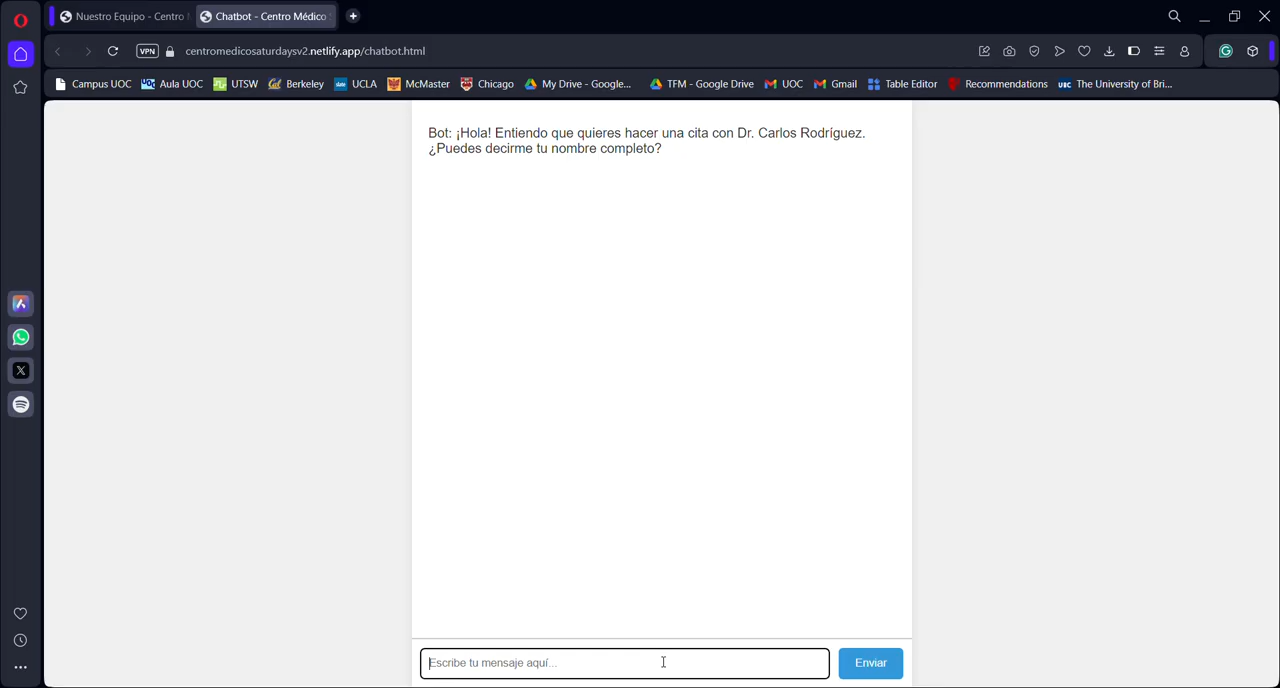 Nuestro Equipo - Centro
Chatbot - Centro Médico
VPN
centromedicosaturdaysv2.netlify.app/chatbot.html
Campus UOC
Aula UOC
UTSW
Berkeley
UCLA
McMaster
Chicago
My Drive - Google...
TFM - Google Drive
UOC
Gmail
Table Editor
Recommendations
UBC
The University of Bri...
Bot: ¡Hola! Entiendo que quieres hacer una cita con Dr. Carlos Rodríguez.
¿Puedes decirme tu nombre completo?
Escribe tu mensaje aquí...
Enviar